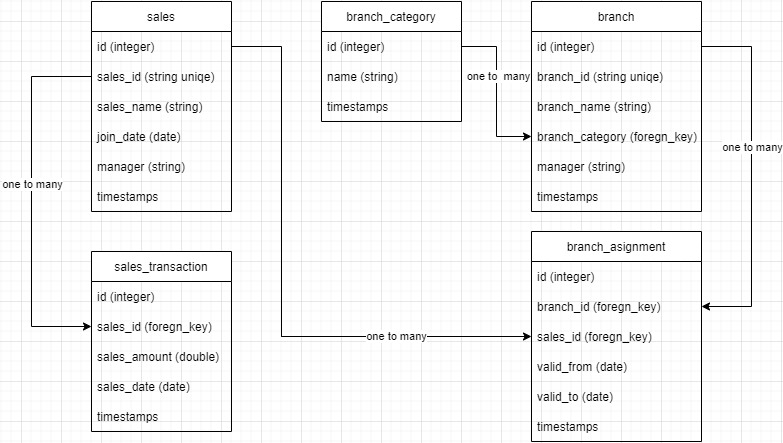 sales
id (integer)
sales_id (string uniqe)
sales_name (string)
join_date (date)
manager (string)
timestamps
one to many
sales_transaction
id (integer)
sales_id (foregn_key)
sales_amount (double)
sales_date (date)
timestamps
branch_category
id (integer)
name (string)
timestamps
one to many
branch
id (integer)
branch_id (string uniqe)
branch_name (string)
branch_category (foregn_key)
manager (string)
timestamps
one to many
branch_asignment
id (integer)
branch_id (foregn_key)
sales_id (foregn_key)
valid_from (date)
valid_to (date)
timestamps
one to many